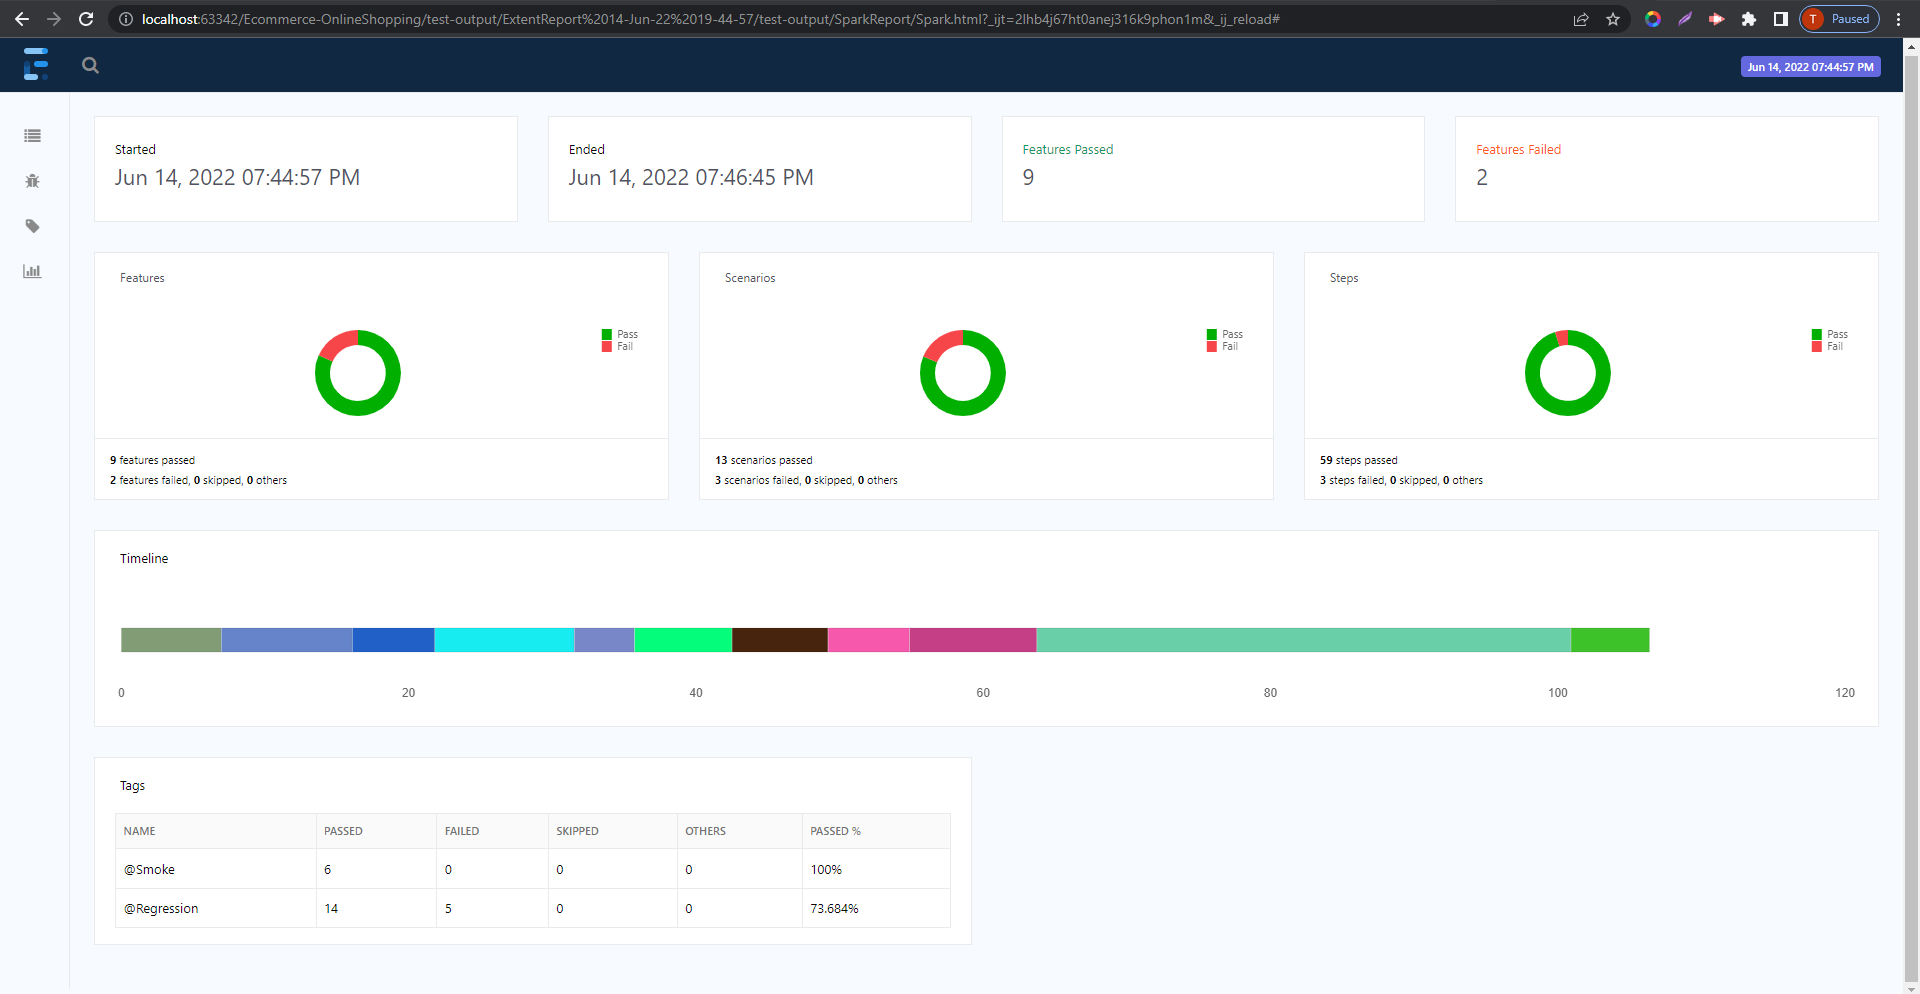 localhost:63342/Ecommerce-OnlineShopping/test-output/ExtentReport%2014-Jun-22%2019-44-57/test-output/SparkReport/Spark.html?_ijt=2lhb4j67ht0anej316k9phon1m&_ij_reload#
T Paused
Jun 14, 2022 07:44:57 PM
Started
Jun 14, 2022 07:44:57 PM
Ended
Jun 14, 2022 07:46:45 PM
Features Passed
9
Features Failed
2
Features
Pass
Fail
9 features passed
2 features failed, 0 skipped, 0 others
Scenarios
Pass
Fail
13 scenarios passed
3 scenarios failed, 0 skipped, 0 others
Steps
Pass
Fail
59 steps passed
3 steps failed, 0 skipped, 0 others
Timeline
0 20 40 60 80 100 120
Tags
NAME PASSED FAILED SKIPPED OTHERS PASSED %
@Smoke 6 0 0 0 100%
@Regression 14 5 0 0 73.684%